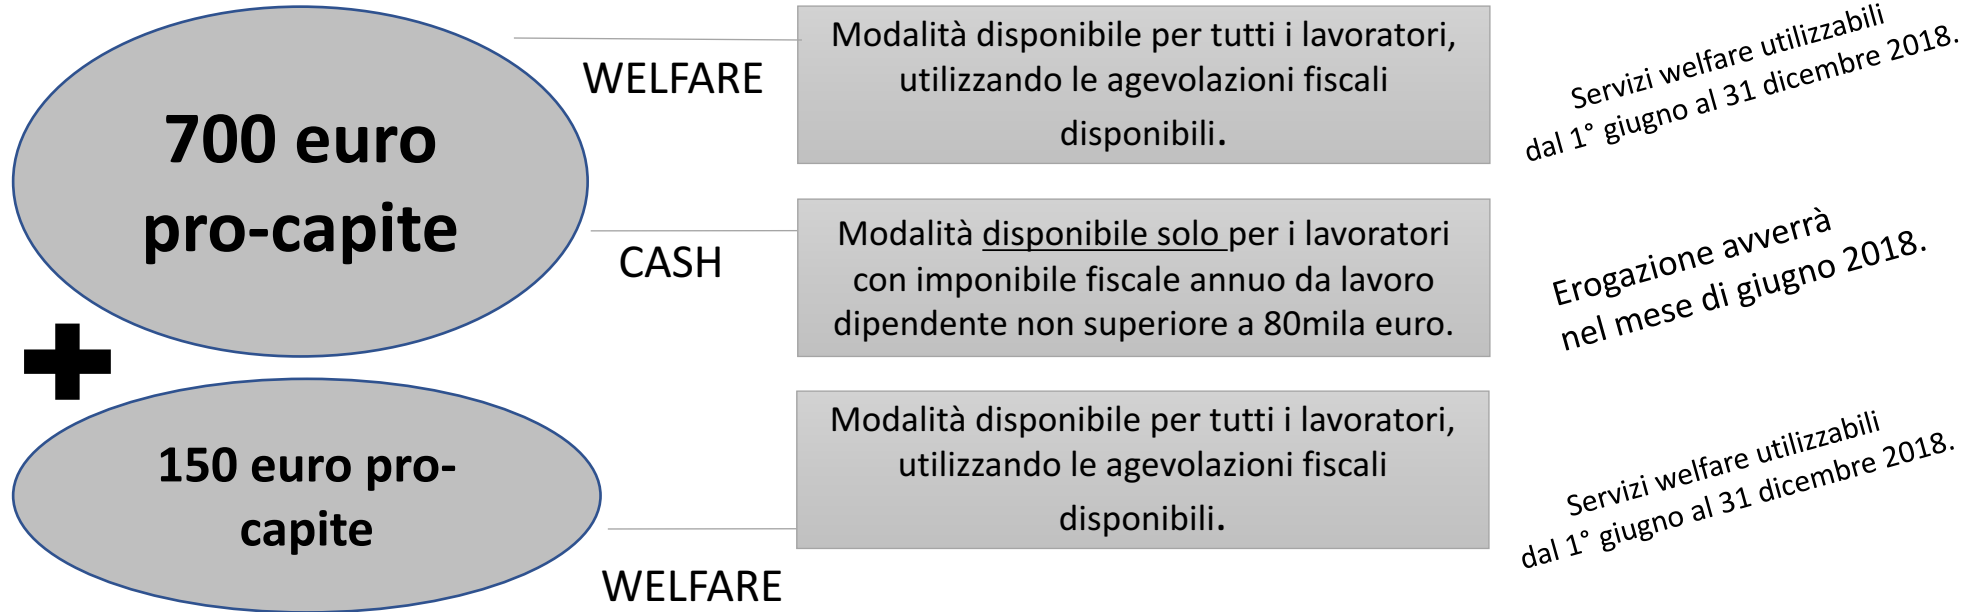 700 euro
pro-capite
WELFARE
Modalità disponibile per tutti i lavoratori,
utilizzando le agevolazioni fiscali
disponibili.
Servizi welfare utilizzabili
dal 1° giugno al 31 dicembre 2018.
CASH
Modalità disponibile solo per i lavoratori
con imponibile fiscale annuo da lavoro
dipendente non superiore a 80mila euro.
Erogazione avverrà
nel mese di giugno 2018.
150 euro pro-
capite
WELFARE
Modalità disponibile per tutti i lavoratori,
utilizzando le agevolazioni fiscali
disponibili.
Servizi welfare utilizzabili
dal 1° giugno al 31 dicembre 2018.